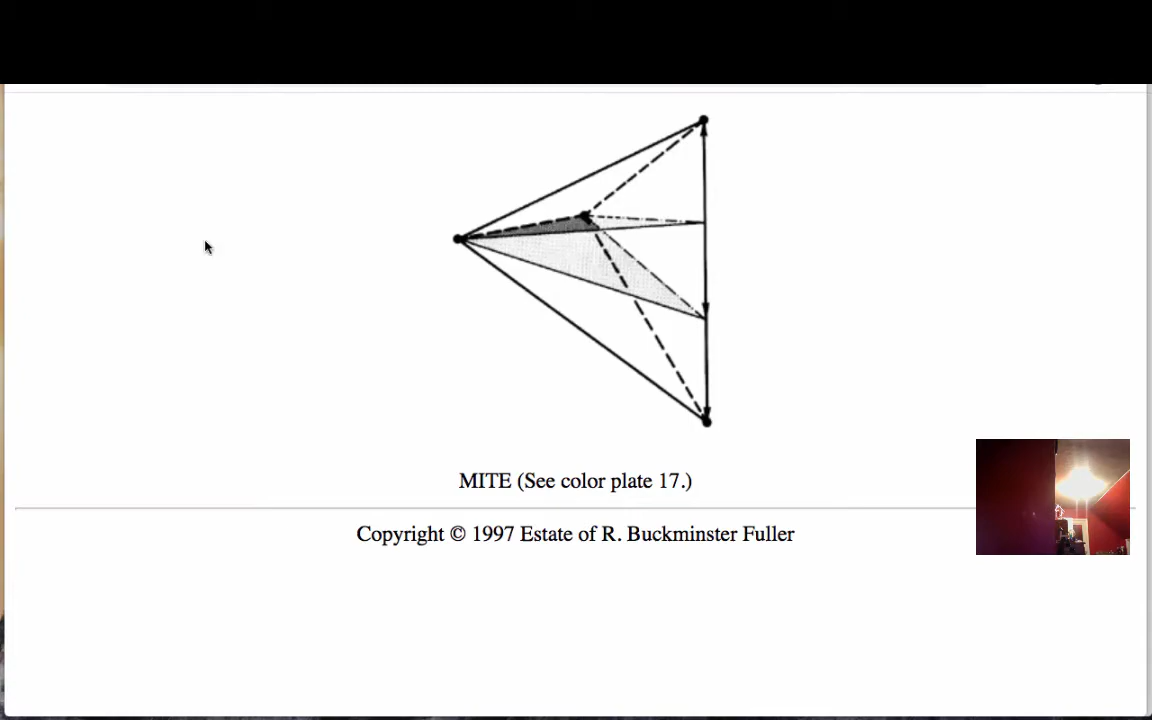 MITE (See color plate 17.)
Copyright © 1997 Estate of R. Buckminster Fuller